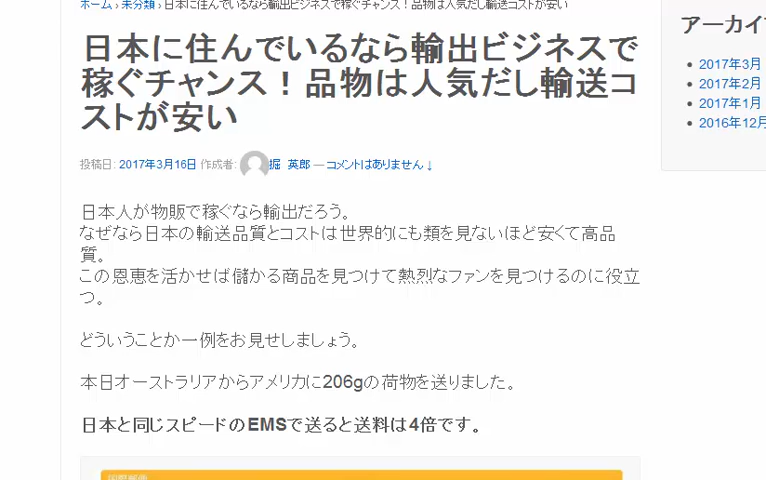 ホーム › 未分類 › 日本に住んでいるなら輸出ビジネスで稼ぐチャンス！品物は人気だし輸送コストが安い
日本に住んでいるなら輸出ビジネスで
稼ぐチャンス！品物は人気だし輸送コ
ストが安い
投稿日: 2017年3月16日 作成者: 掘 英郎 — コメントはありません ↓
日本人が物販で稼ぐなら輸出だろう。
なぜなら日本の輸送品質とコストは世界的にも類を見ないほど安くて高品
質。
この恩恵を活かせば儲かる商品を見つけて熱烈なファンを見つけるのに役立
つ。
どういうことか一例をお見せしましょう。
本日オーストラリアからアメリカに206gの荷物を送りました。
日本と同じスピードのEMSで送ると送料は4倍です。
アーカイ
2017年3月
2017年2月
2017年1月
2016年12月